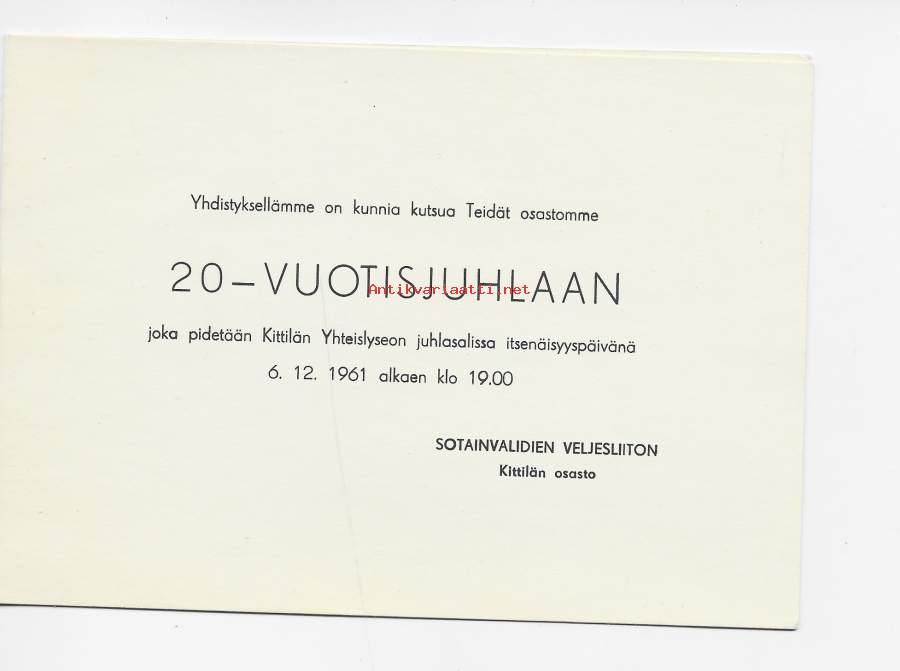 Yhdistyksellämme on kunnia kutsua Teidät osastomme
20–VUOTISJUHLAAN
Antikvariaatti.net
joka pidetään Kittilän Yhteislyseon juhlasalissa itsenäisyyspäivänä
6. 12. 1961 alkaen klo 19.00
SOTAINVALIDIEN VELJESLIITON
Kittilän osasto